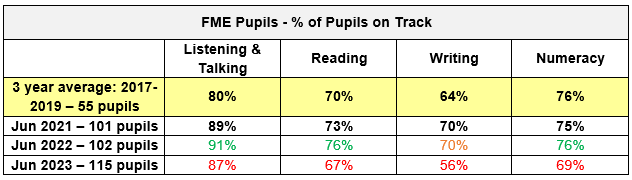 FME Pupils - % of Pupils on Track
Listening & Talking Reading Writing Numeracy
3 year average: 2017-2019 – 55 pupils 80% 70% 64% 76%
Jun 2021 – 101 pupils 89% 73% 70% 75%
Jun 2022 – 102 pupils 91% 76% 70% 76%
Jun 2023 – 115 pupils 87% 67% 56% 69%